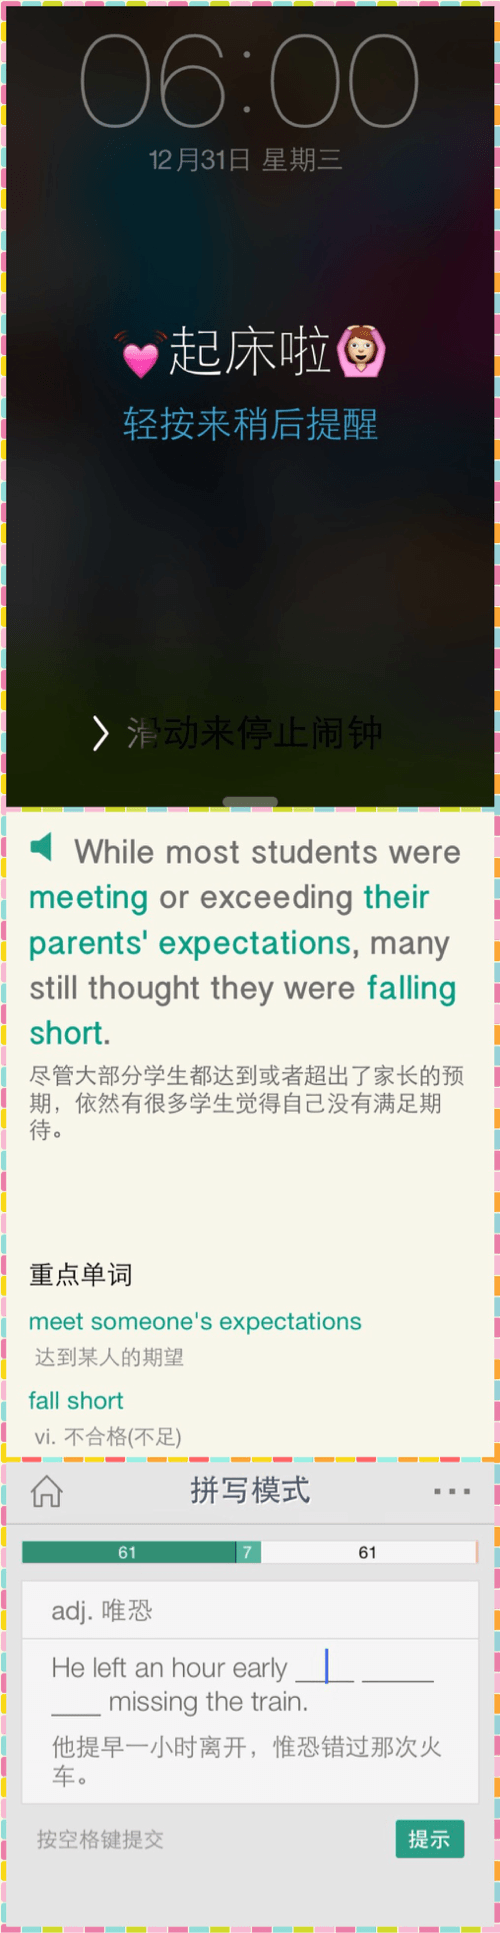 06:00
12月31日 星期三
💓起床啦🙆
轻按来稍后提醒
滑动来停止闹钟
While most students were
meeting or exceeding their
parents' expectations, many
still thought they were falling
short.
尽管大部分学生都达到或者超出了家长的预
期，依然有很多学生觉得自己没有满足期
待。
重点单词
meet someone's expectations
达到某人的期望
fall short
vi. 不合格(不足)
拼写模式
61 7 61
adj. 唯恐
He left an hour early ____ _____
____ missing the train.
他提早一小时离开，惟恐错过那次火
车。
按空格键提交 提示